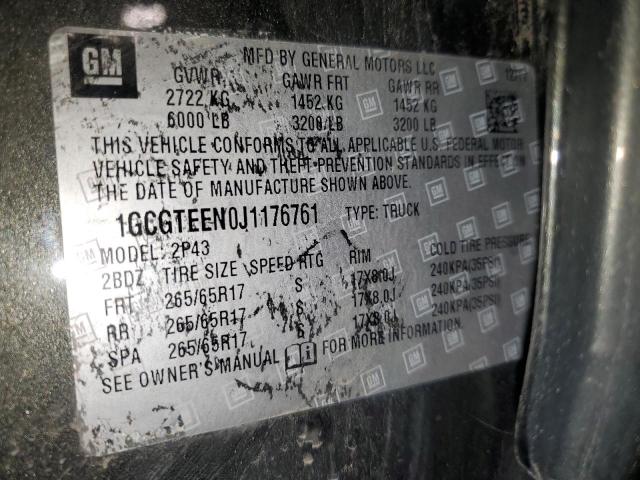 GM
MFD BY GENERAL MOTORS LLC
GVWR GAWR FRT GAWR RR
2722 KG 1452 KG 1452 KG
6000 LB 3200 LB 3200 LB
THIS VEHICLE CONFORMS TO ALL APPLICABLE U.S. FEDERAL MOTOR
VEHICLE SAFETY AND THEFT PREVENTION STANDARDS IN EFFECT ON
THE DATE OF MANUFACTURE SHOWN ABOVE.
1GCGTEEN0J1176761 TYPE: TRUCK
MODEL: 2P43
2BDZ TIRE SIZE SPEED RTG RIM COLD TIRE PRESSURE
FRT 265/65R17 S 17X8.0J 240KPA(35PSI)
RR 265/65R17 S 17X8.0J 240KPA(35PSI)
SPA 265/65R17 S 17X8.0J 240KPA(35PSI)
SEE OWNER'S MANUAL FOR MORE INFORMATION.